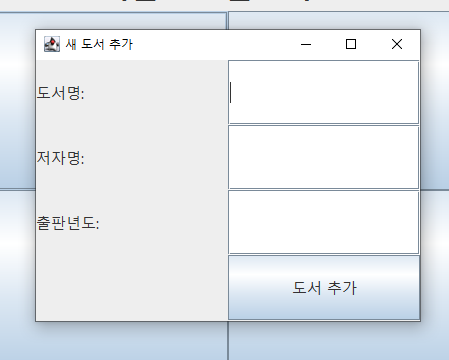 새 도서 추가
도서명:
저자명:
출판년도:
도서 추가